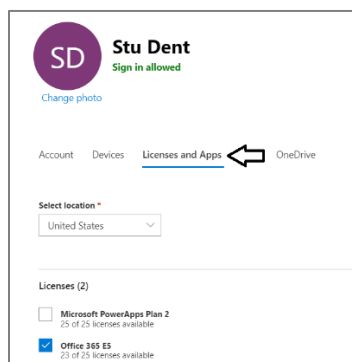 SD
Stu Dent
Sign in allowed
Change photo
Account Devices Licenses and Apps OneDrive
Select location *
United States
Licenses (2)
Microsoft PowerApps Plan 2
25 of 25 licenses available
Office 365 E5
23 of 25 licenses available